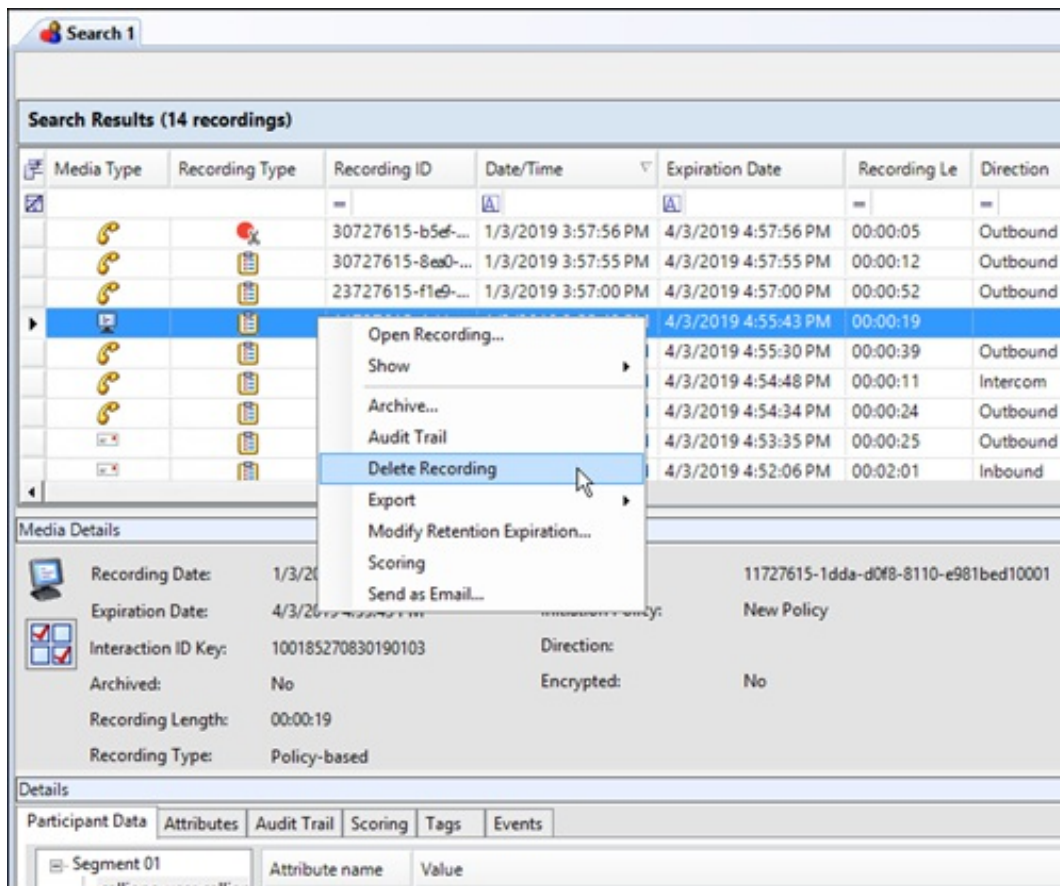 Search 1
Search Results (14 recordings)
Media Type Recording Type Recording ID Date/Time Expiration Date Recording Le Direction
= A A = =
30727615-b5ef-... 1/3/2019 3:57:56 PM 4/3/2019 4:57:56 PM 00:00:05 Outbound
30727615-8ea0-... 1/3/2019 3:57:55 PM 4/3/2019 4:57:55 PM 00:00:12 Outbound
23727615-f1e9-... 1/3/2019 3:57:00 PM 4/3/2019 4:57:00 PM 00:00:52 Outbound
4/3/2019 4:55:43 PM 00:00:19
Open Recording...
Show
Archive...
Audit Trail
Delete Recording
Export
Modify Retention Expiration...
Scoring
Send as Email...
4/3/2019 4:55:30 PM 00:00:39 Outbound
4/3/2019 4:54:48 PM 00:00:11 Intercom
4/3/2019 4:54:34 PM 00:00:24 Outbound
4/3/2019 4:53:35 PM 00:00:25 Outbound
4/3/2019 4:52:06 PM 00:02:01 Inbound
Media Details
Recording Date: 1/3/20 11727615-1dda-d0f8-8110-e981bed10001
Expiration Date: New Policy
Interaction ID Key: 100185270830190103 Direction:
Archived: No Encrypted: No
Recording Length: 00:00:19
Recording Type: Policy-based
Details
Participant Data Attributes Audit Trail Scoring Tags Events
Segment 01 Attribute name Value